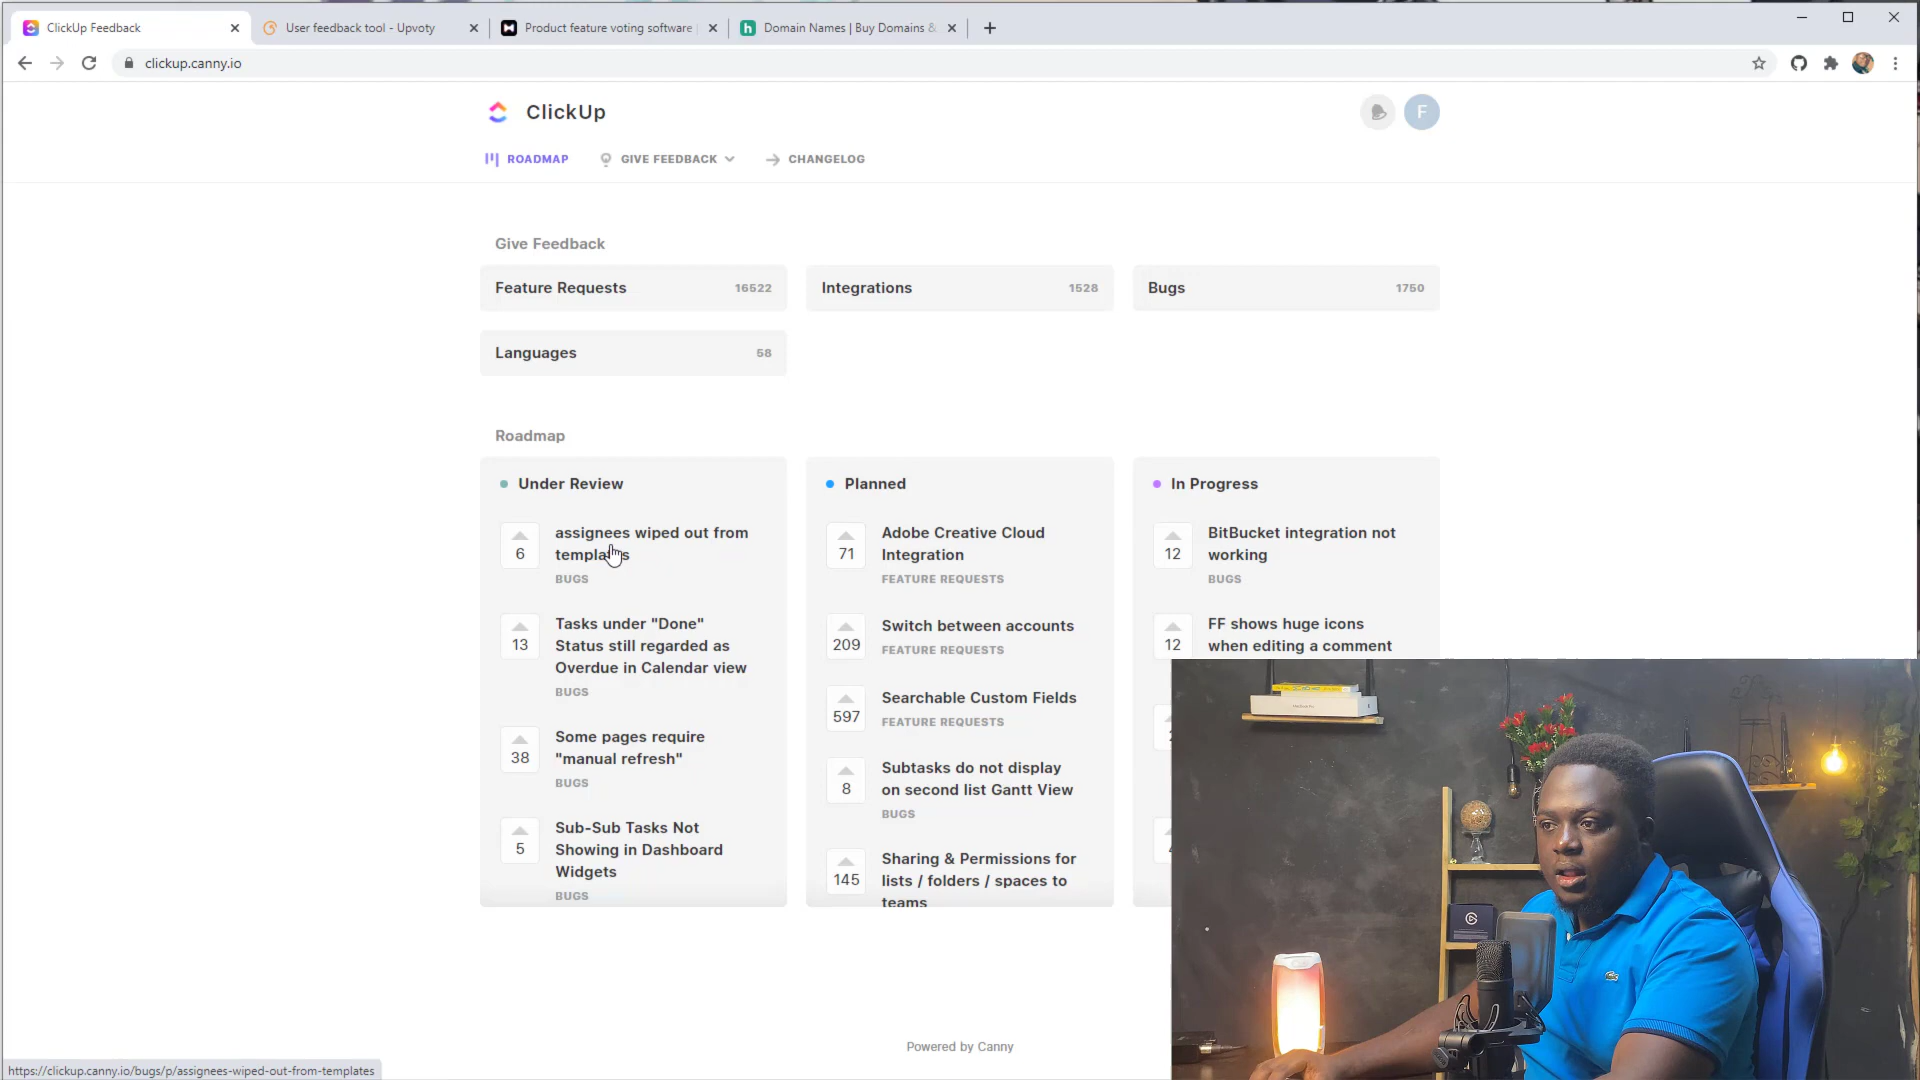 ClickUp Feedback
User feedback tool - Upvoty
Product feature voting software
Domain Names | Buy Domains &
clickup.canny.io
ClickUp
F
ROADMAP
GIVE FEEDBACK
CHANGELOG
Give Feedback
Feature Requests 16522
Integrations 1528
Bugs 1750
Languages 58
Roadmap
Under Review
6
assignees wiped out from
templates
BUGS
13
Tasks under "Done"
Status still regarded as
Overdue in Calendar view
BUGS
38
Some pages require
"manual refresh"
BUGS
5
Sub-Sub Tasks Not
Showing in Dashboard
Widgets
BUGS
Planned
71
Adobe Creative Cloud
Integration
FEATURE REQUESTS
209
Switch between accounts
FEATURE REQUESTS
597
Searchable Custom Fields
FEATURE REQUESTS
8
Subtasks do not display
on second list Gantt View
BUGS
145
Sharing & Permissions for
lists / folders / spaces to
teams
In Progress
12
BitBucket integration not
working
BUGS
12
FF shows huge icons
when editing a comment
Powered by Canny
https://clickup.canny.io/bugs/p/assignees-wiped-out-from-templates